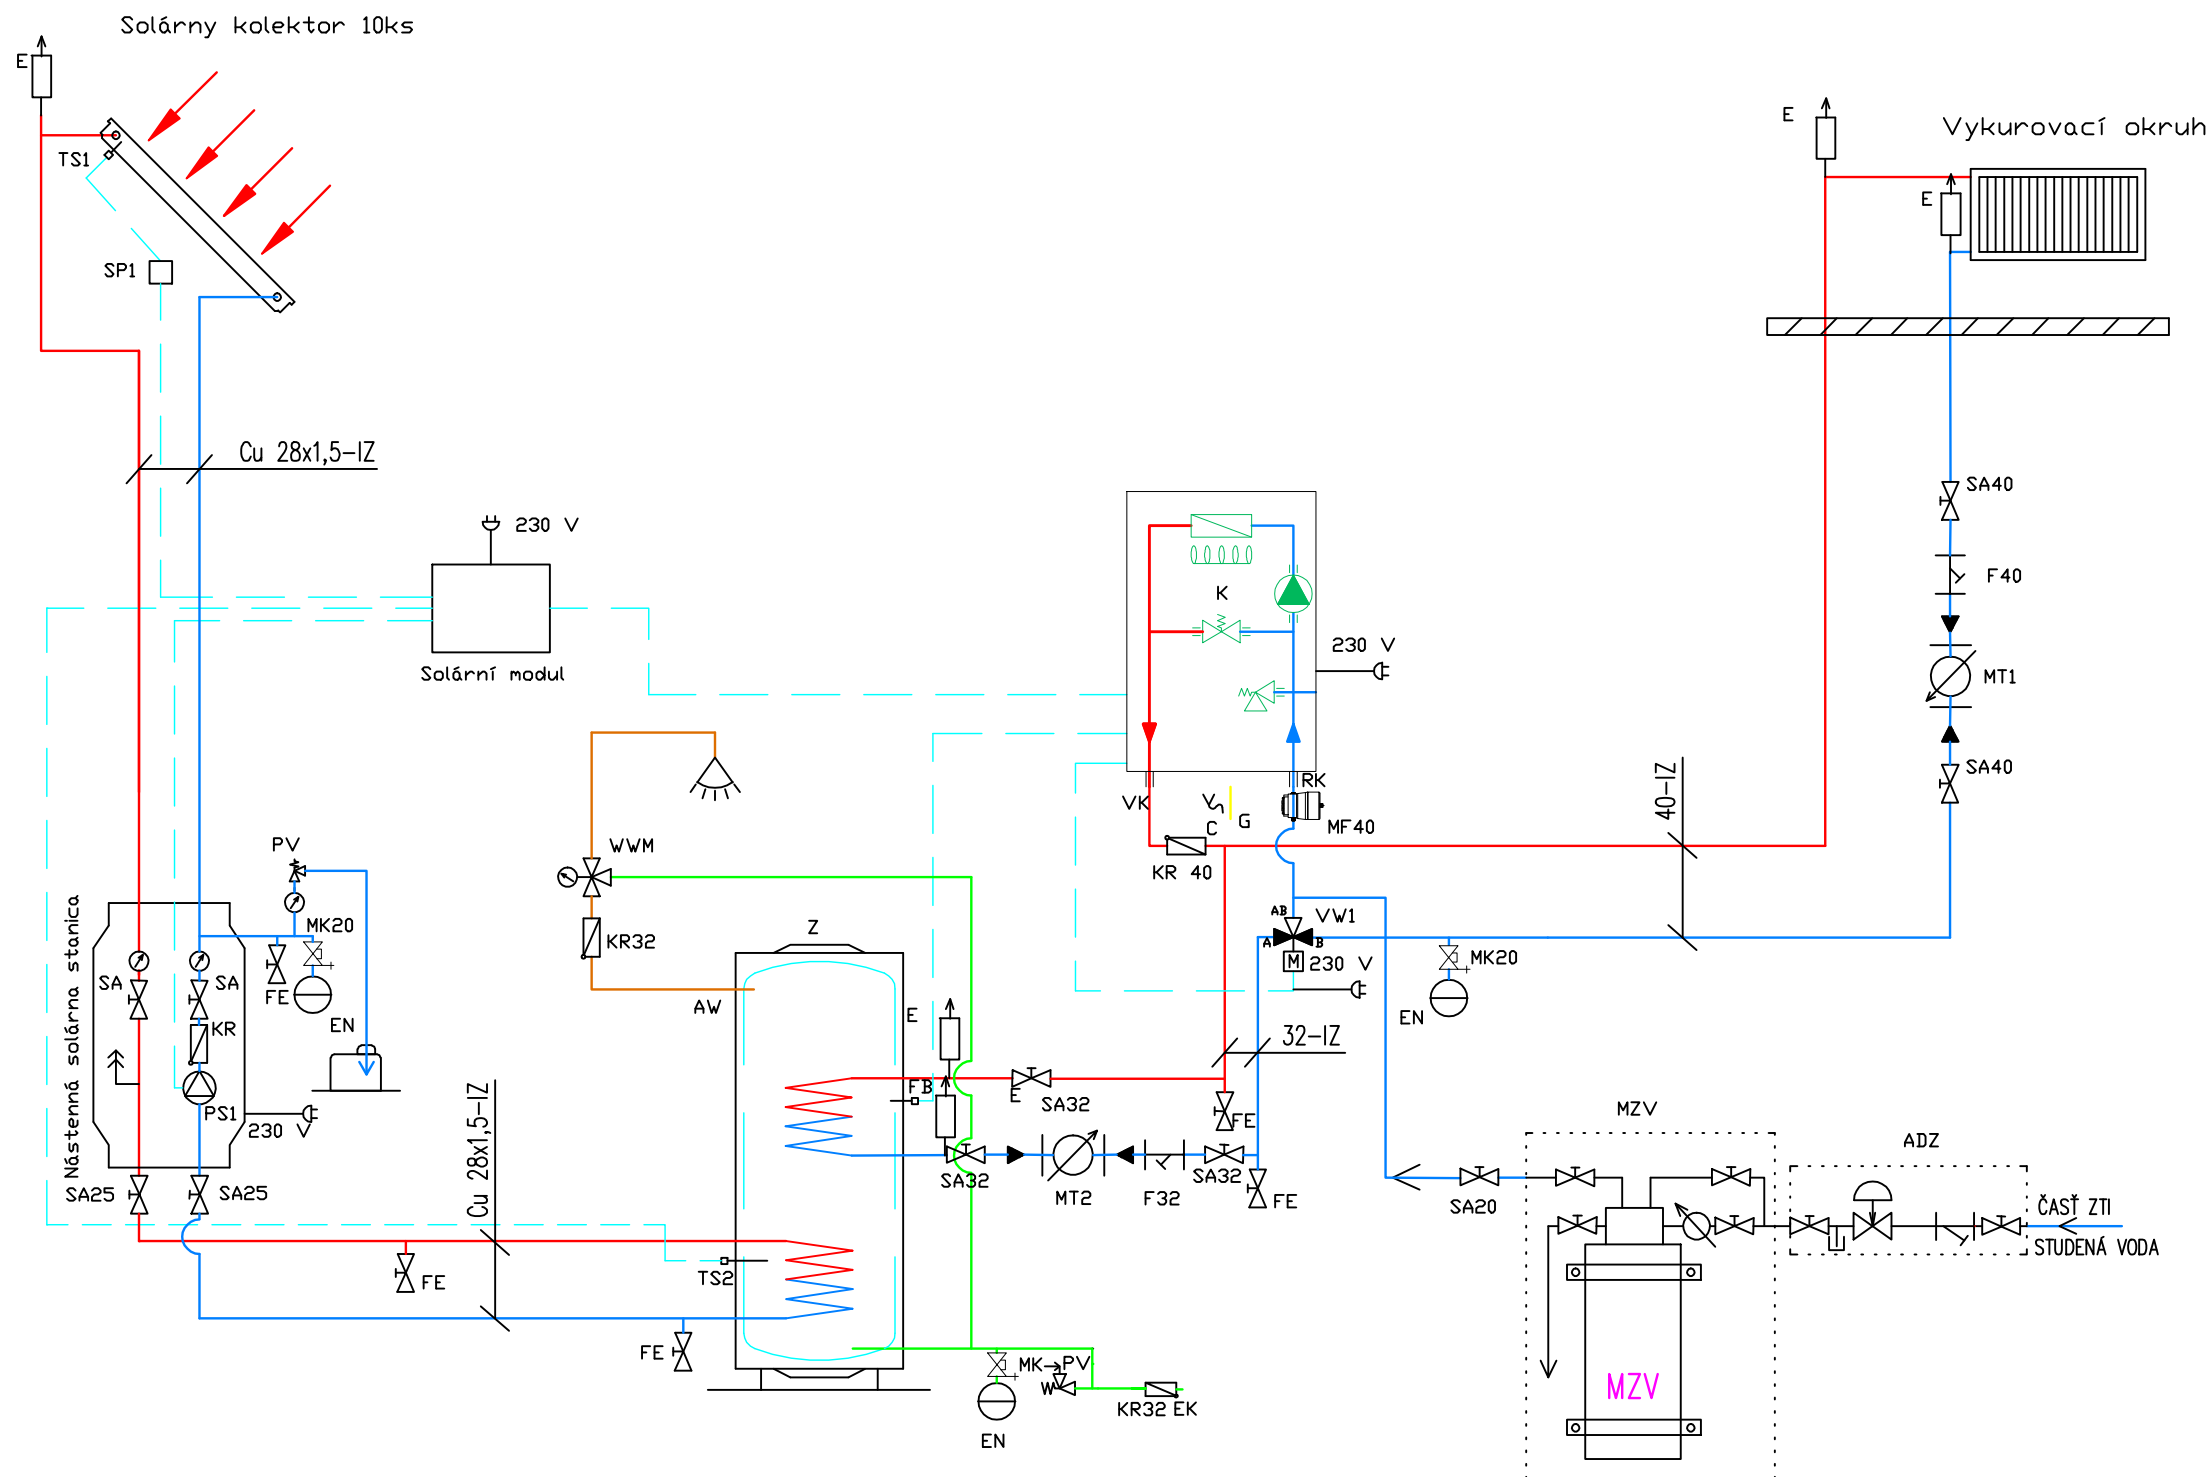 Solárny kolektor 10ks
E
TS1
SP1
Cu 28x1,5-IZ
230 V
Solární modul
E
Vykurovací okruh
E
SA40
F40
MT1
SA40
K
230 V
VK
RK
C
G
MF40
KR 40
40-IZ
WWM
KR32
AW
Z
PV
MK20
SA
SA
FE
EN
KR
PS1
230 V
Nástenná solárna stanica
SA25
SA25
Cu 28x1,5-IZ
FE
FE
TS2
E
FB
E
SA32
FE
SA32
MT2
F32
SA32
FE
32-IZ
AB
VW1
A
B
M
230 V
MK20
EN
MK
PV
EN
KR32 EK
SA20
MZV
MZV
ADZ
ČASŤ ZTI
STUDENÁ VODA